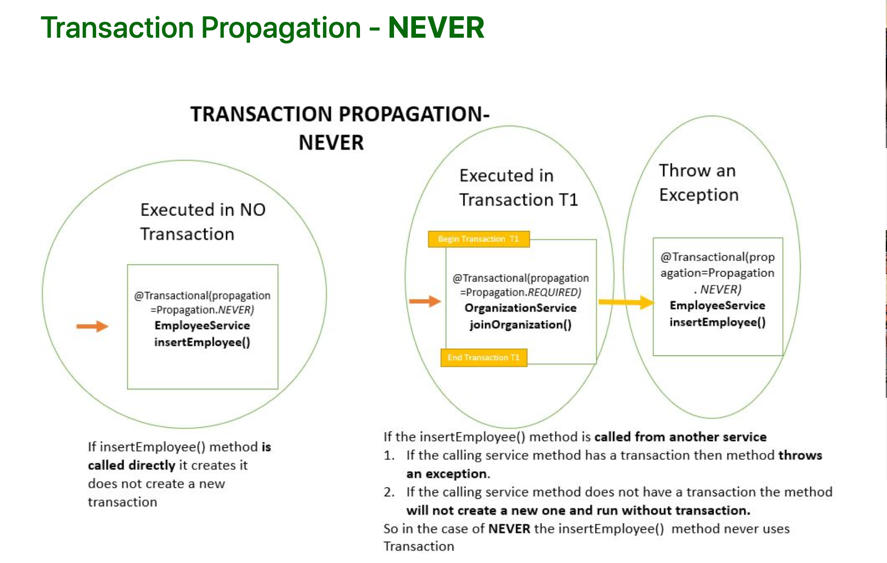 Transaction Propagation - NEVER
TRANSACTION PROPAGATION-
NEVER
Executed in NO
Transaction
@Transactional(propagation
=Propagation.NEVER)
EmployeeService
insertEmployee()
If insertEmployee() method is
called directly it creates it
does not create a new
transaction
Executed in
Transaction T1
Begin Transaction T1
@Transactional(propagation
=Propagation.REQUIRED)
OrganizationService
joinOrganization()
End Transaction T1
Throw an
Exception
@Transactional(prop
agation=Propagation
. NEVER)
EmployeeService
insertEmployee()
If the insertEmployee() method is called from another service
1. If the calling service method has a transaction then method throws
an exception.
2. If the calling service method does not have a transaction the method
will not create a new one and run without transaction.
So in the case of NEVER the insertEmployee() method never uses
Transaction